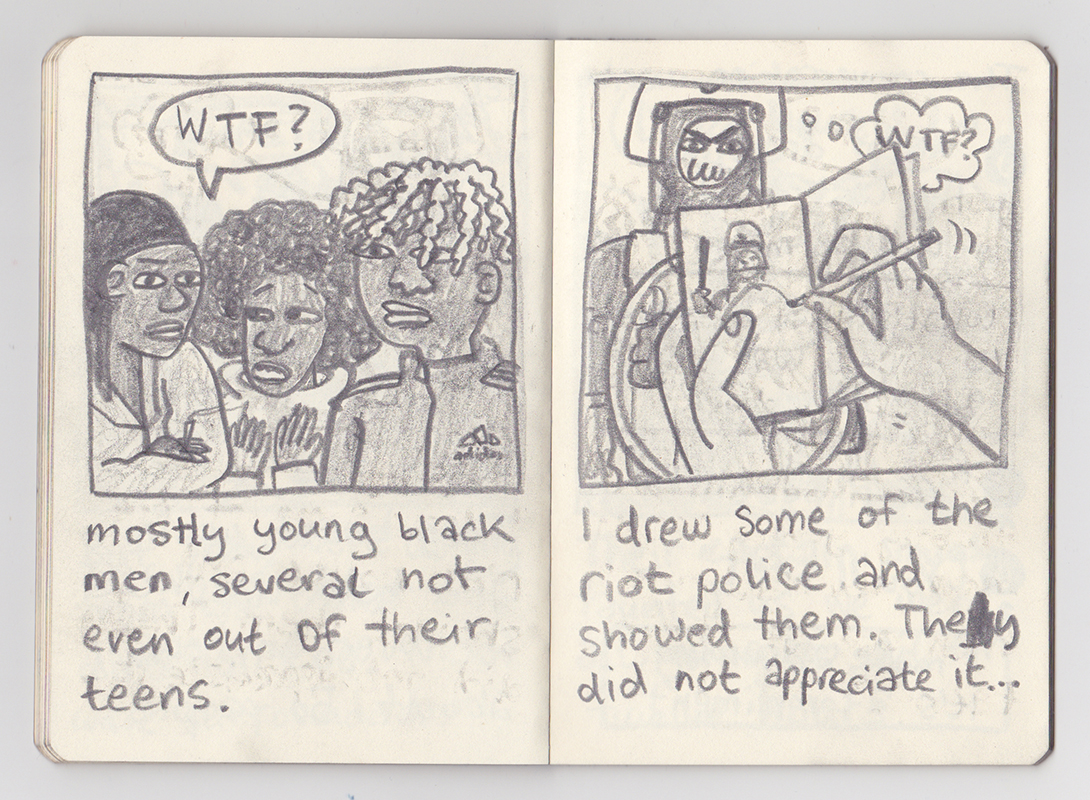 WTF?
adidas
mostly young black
men, several not
even out of their
teens.
WTF?
I drew some of the
riot police and
showed them. They
did not appreciate it...